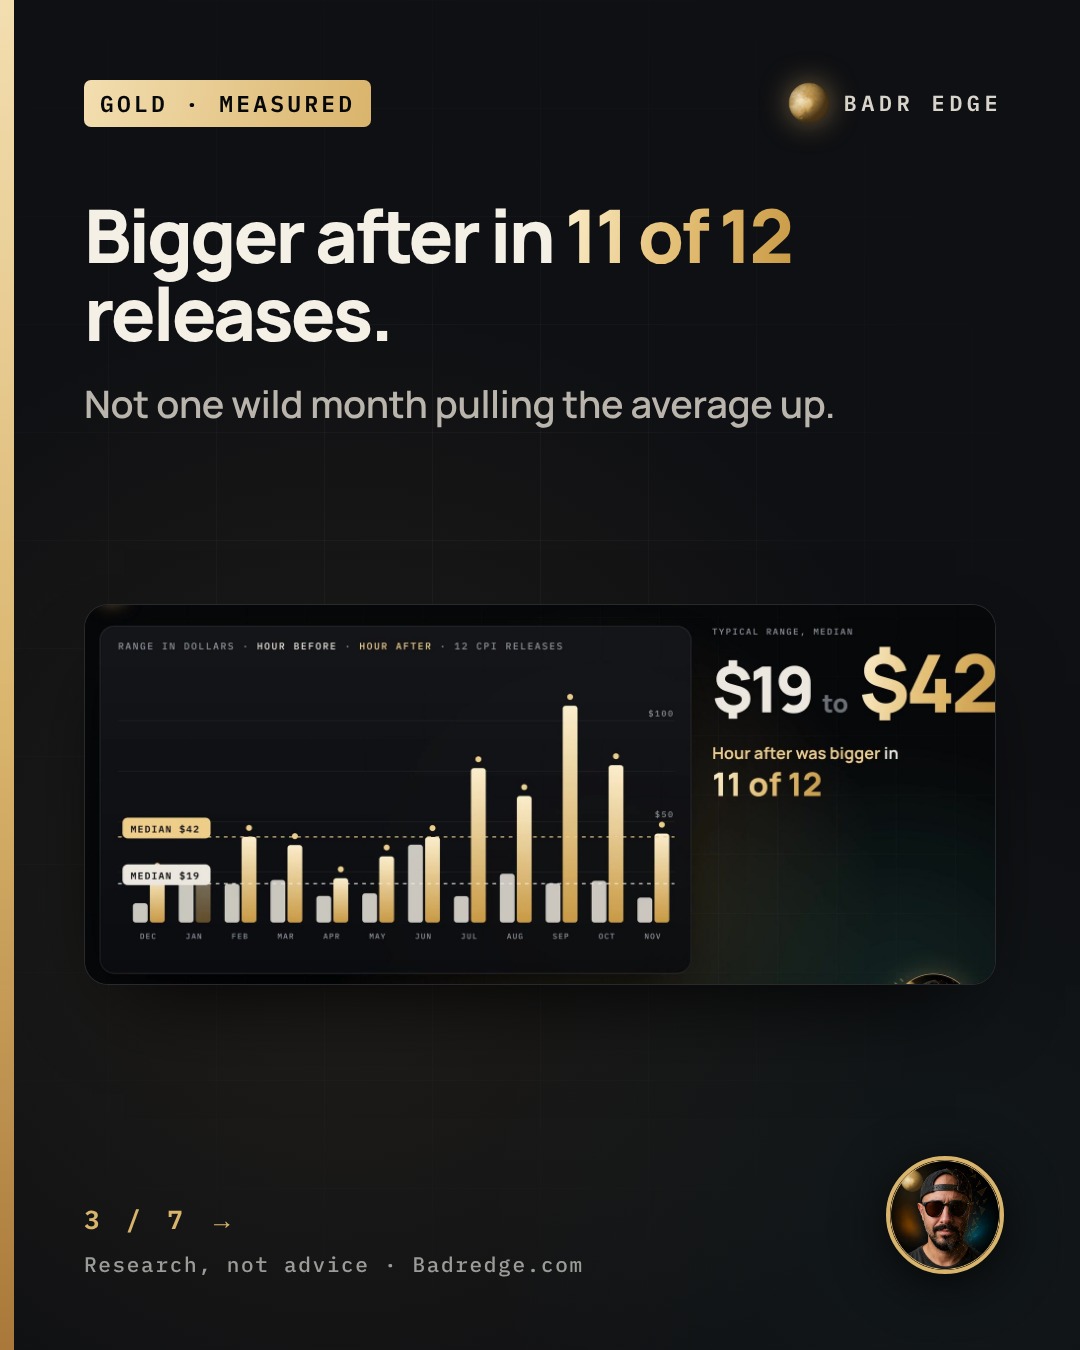 GOLD · MEASURED
BADR EDGE
Bigger after in 11 of 12
releases.
Not one wild month pulling the average up.
RANGE IN DOLLARS · HOUR BEFORE · HOUR AFTER · 12 CPI RELEASES
$100
$50
MEDIAN $42
MEDIAN $19
DEC JAN FEB MAR APR MAY JUN JUL AUG SEP OCT NOV
TYPICAL RANGE, MEDIAN
$19 to $42
Hour after was bigger in
11 of 12
3 / 7 →
Research, not advice · Badredge.com